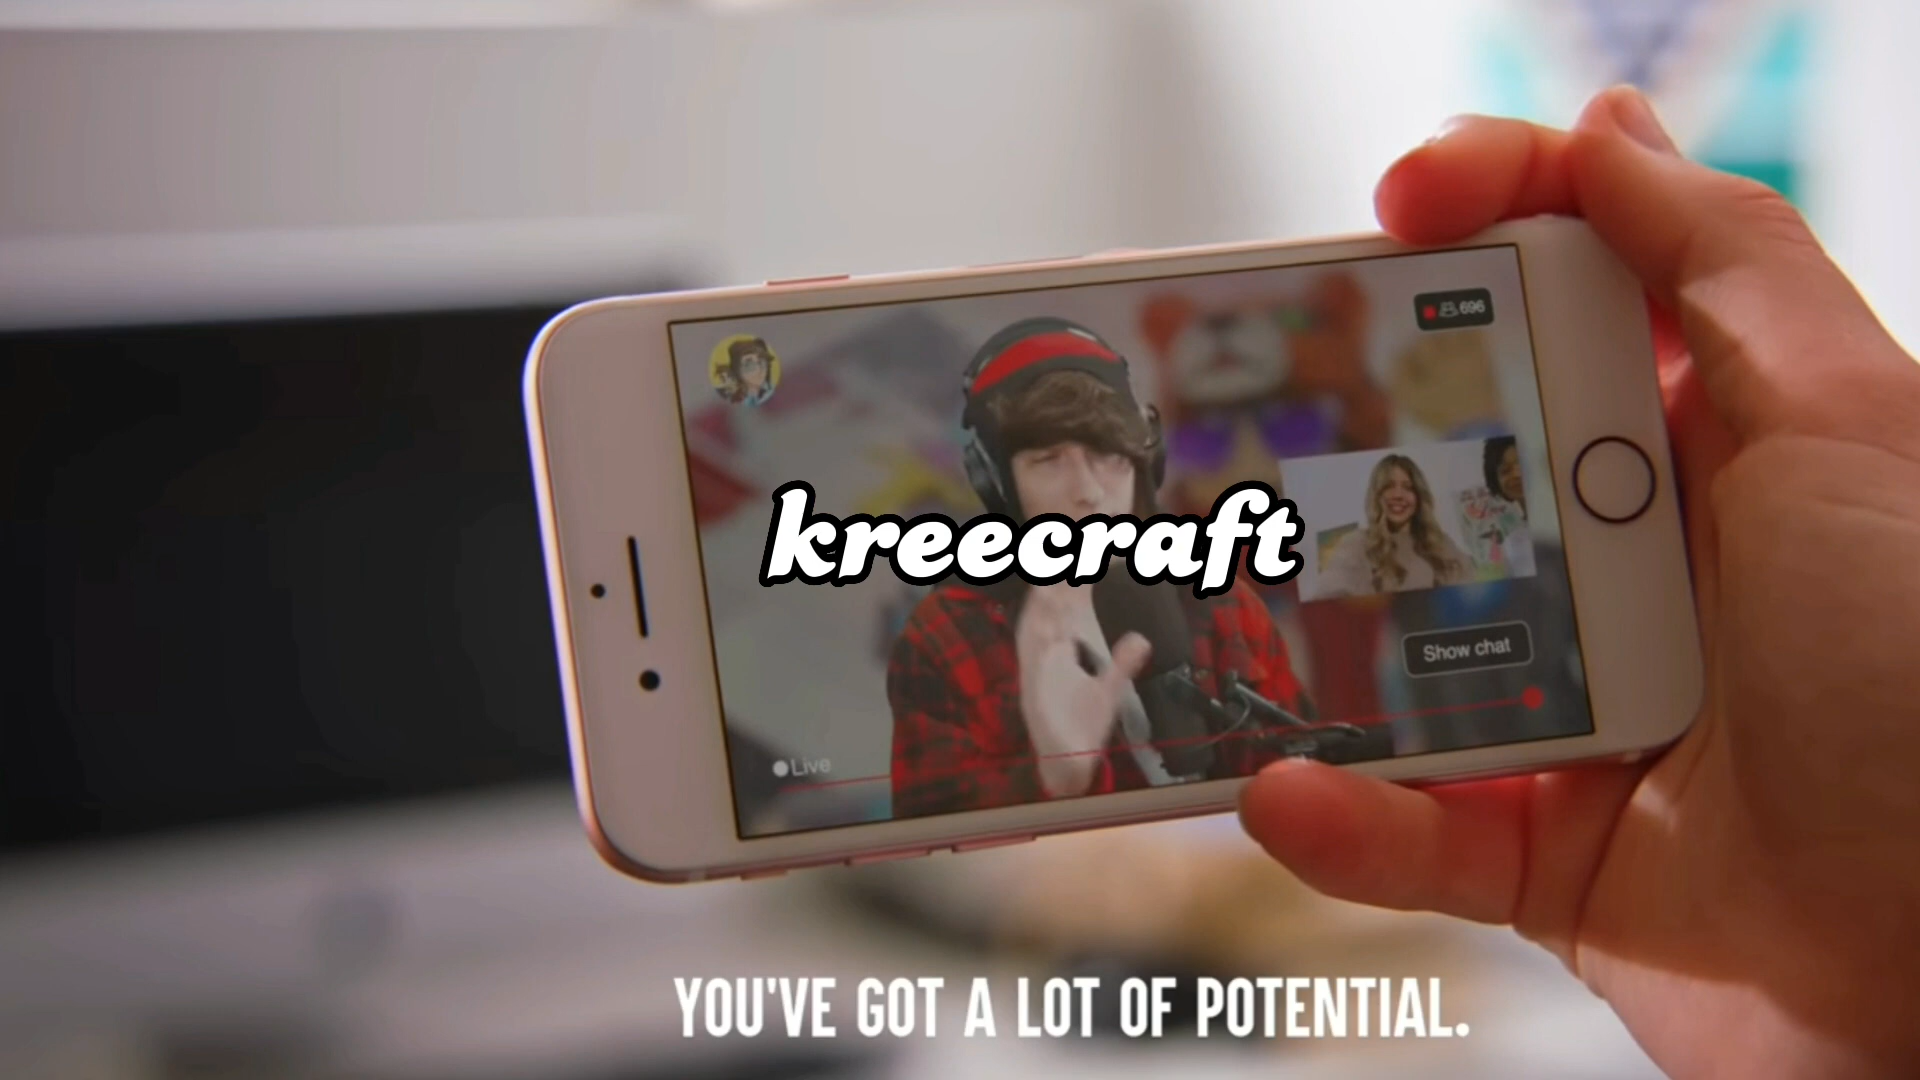 696
kreecraft
Show chat
Live
YOU'VE GOT A LOT OF POTENTIAL.